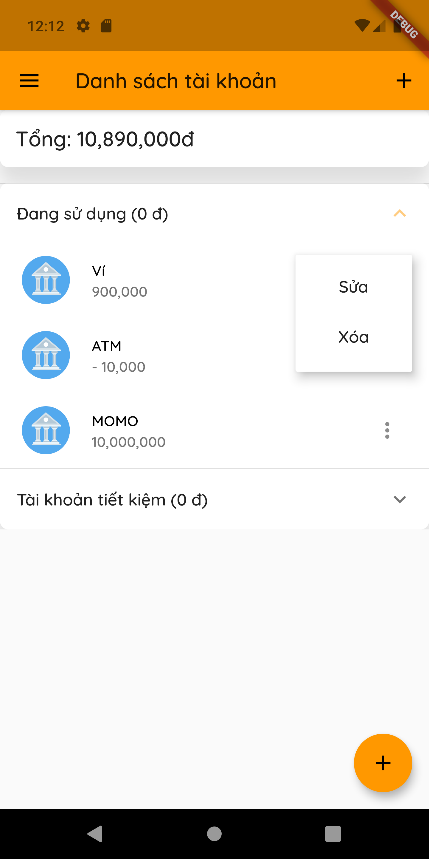 12:12
DEBUG
Danh sách tài khoản
Tổng: 10,890,000đ
Đang sử dụng (0 đ)
Ví
900,000
Sửa
Xóa
ATM
- 10,000
MOMO
10,000,000
Tài khoản tiết kiệm (0 đ)